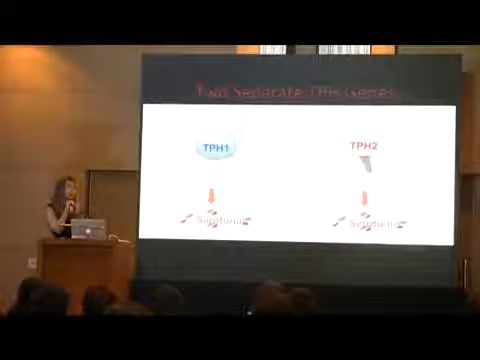 Two Separate TPH Genes
TPH1
TPH2
Serotonin
Serotonin